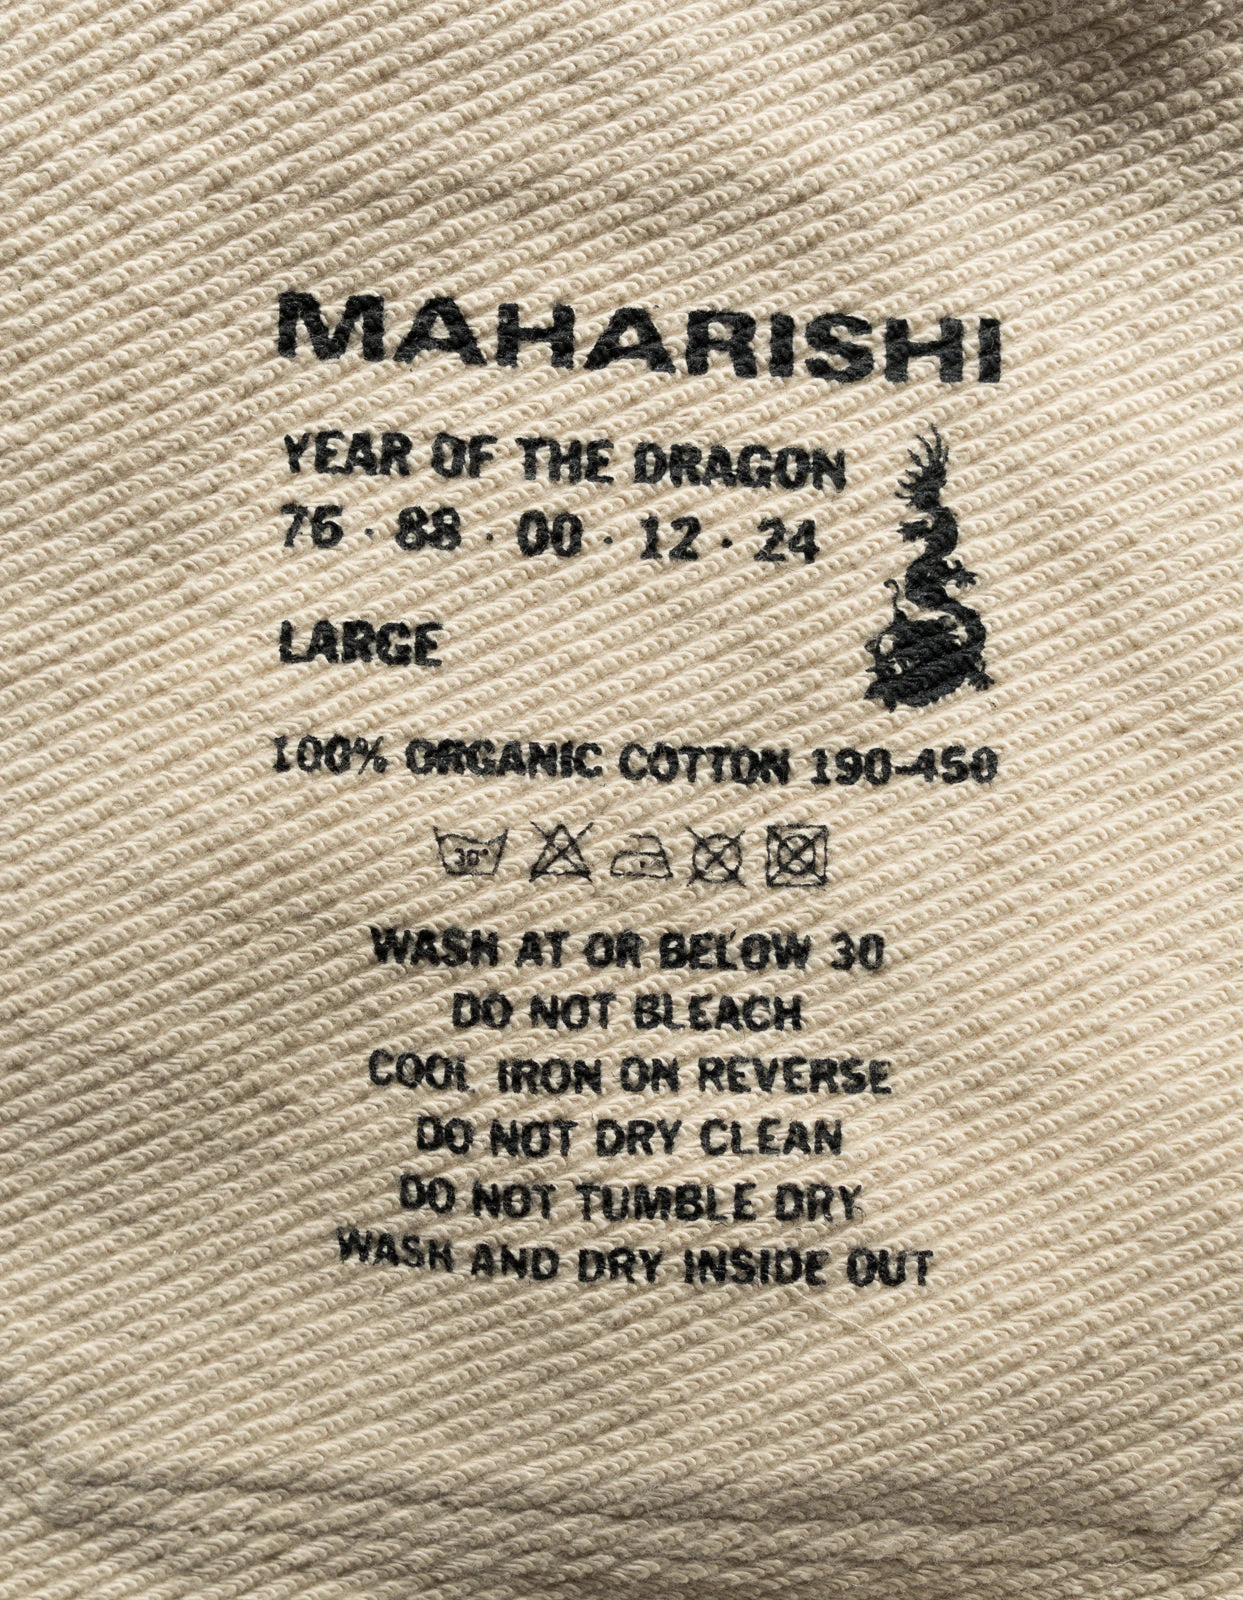 MAHARISHI
YEAR OF THE DRAGON
76 · 88 · 00 · 12 · 24
LARGE
100% ORGANIC COTTON 190-450
30°
WASH AT OR BELOW 30
DO NOT BLEACH
COOL IRON ON REVERSE
DO NOT DRY CLEAN
DO NOT TUMBLE DRY
WASH AND DRY INSIDE OUT